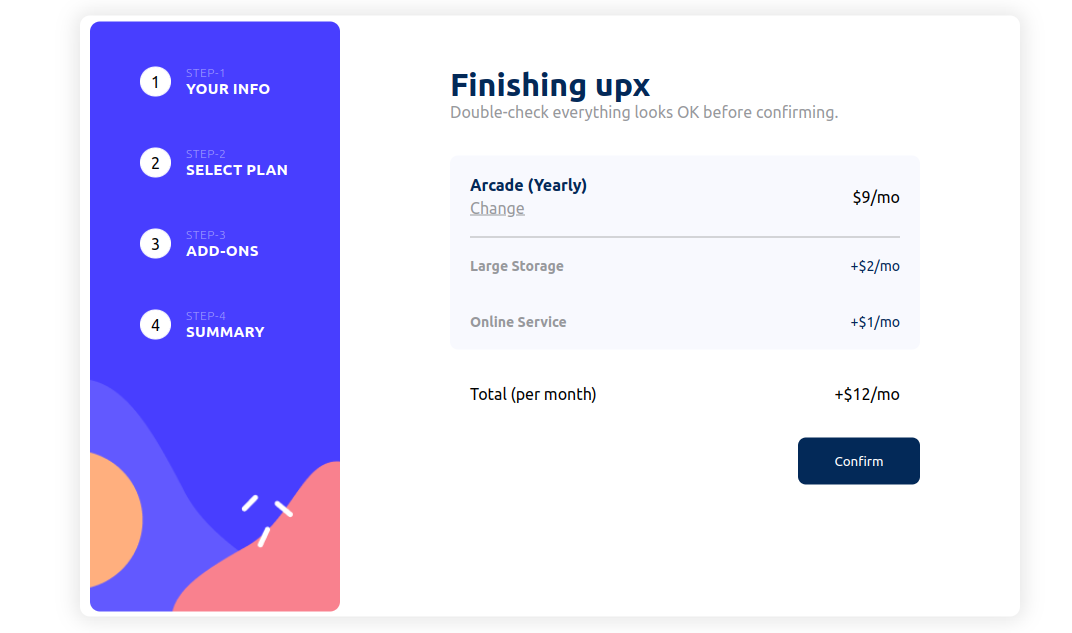 1
STEP-1
YOUR INFO
2
STEP-2
SELECT PLAN
3
STEP-3
ADD-ONS
4
STEP-4
SUMMARY
Finishing upx
Double-check everything looks OK before confirming.
Arcade (Yearly)
Change
$9/mo
Large Storage +$2/mo
Online Service +$1/mo
Total (per month) +$12/mo
Confirm